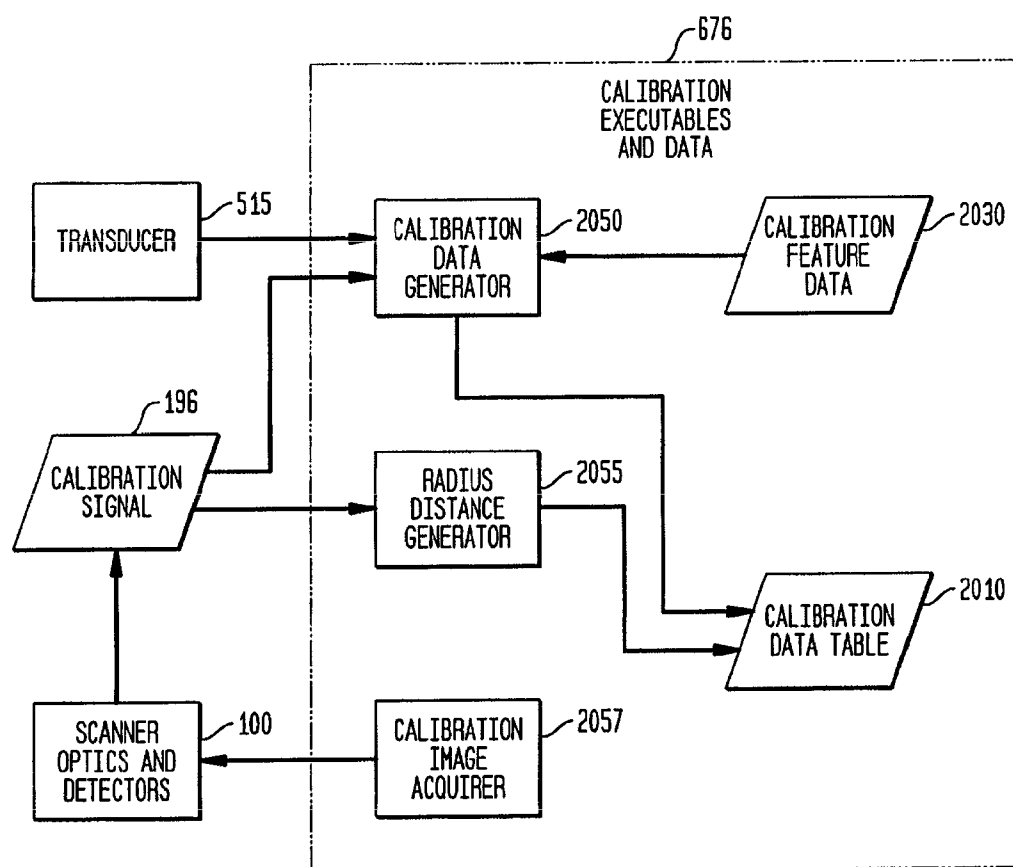 676
CALIBRATION
EXECUTABLES
AND DATA
TRANSDUCER
515
CALIBRATION
DATA
GENERATOR
2050
CALIBRATION
FEATURE
DATA
2030
196
CALIBRATION
SIGNAL
RADIUS
DISTANCE
GENERATOR
2055
CALIBRATION
DATA TABLE
2010
SCANNER
OPTICS AND
DETECTORS
100
CALIBRATION
IMAGE
ACQUIRER
2057